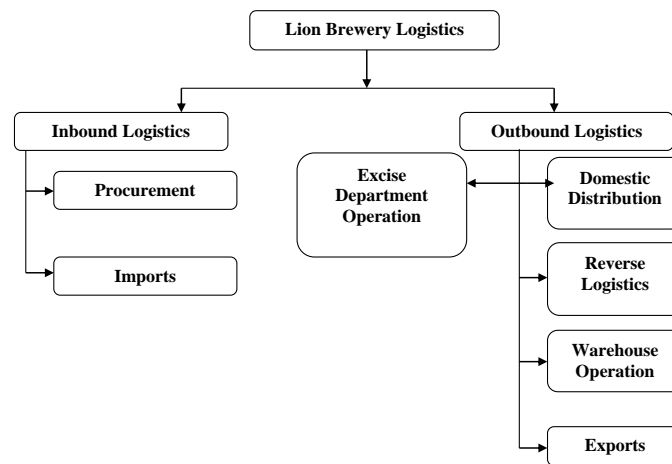 Lion Brewery Logistics
Inbound Logistics
Outbound Logistics
Procurement
Imports
Excise
Department
Operation
Domestic
Distribution
Reverse
Logistics
Warehouse
Operation
Exports